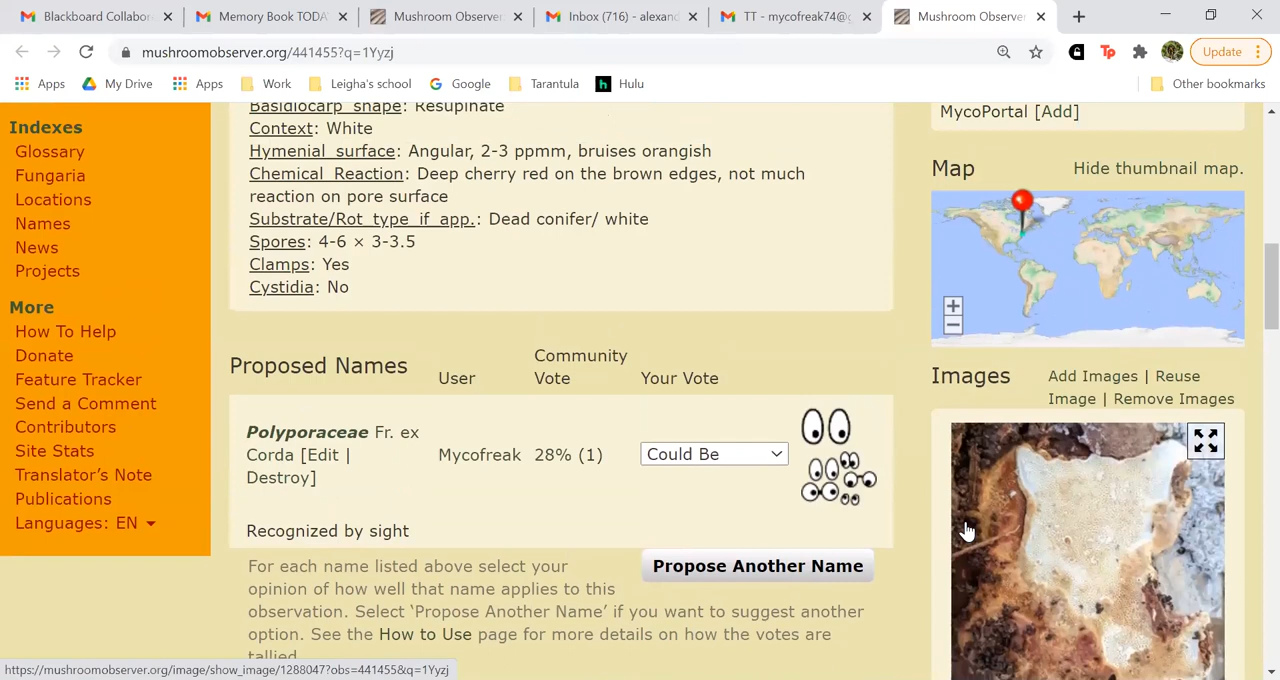 Blackboard Collabo
Memory Book TODA
Mushroom Observer
Inbox (716) - alexand
TT - mycofreak74@g
Mushroom Observer
mushroomobserver.org/441455?q=1Yyzj
Tp
Update
Apps
My Drive
Apps
Work
Leigha's school
Google
Tarantula
h
Hulu
Other bookmarks
Indexes
Glossary
Fungaria
Locations
Names
News
Projects
More
How To Help
Donate
Feature Tracker
Send a Comment
Contributors
Site Stats
Translator's Note
Publications
Languages: EN
Basidiocarp shape: Resupinate
Context: White
Hymenial surface: Angular, 2-3 ppmm, bruises orangish
Chemical Reaction: Deep cherry red on the brown edges, not much
reaction on pore surface
Substrate/Rot type if app.: Dead conifer/ white
Spores: 4-6 × 3-3.5
Clamps: Yes
Cystidia: No
Proposed Names
User
Community
Vote
Your Vote
Polyporaceae Fr. ex
Corda [Edit |
Destroy]
Mycofreak
28% (1)
Could Be
Recognized by sight
Propose Another Name
For each name listed above select your
opinion of how well that name applies to this
observation. Select ‘Propose Another Name’ if you want to suggest another
option. See the How to Use page for more details on how the votes are
tallied
MycoPortal [Add]
Map
Hide thumbnail map.
Images
Add Images | Reuse
Image | Remove Images
https://mushroomobserver.org/image/show_image/1288047?obs=441455&q=1Yyzj